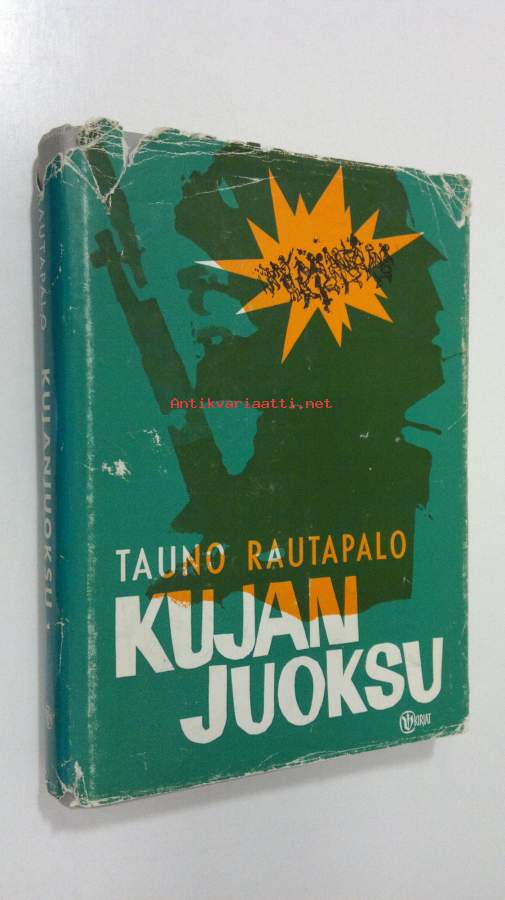 RAUTAPALO
KUJANJUOKSU
Antikvariaatti.net
TAUNO RAUTAPALO
KUJAN
JUOKSU
KIRJAT